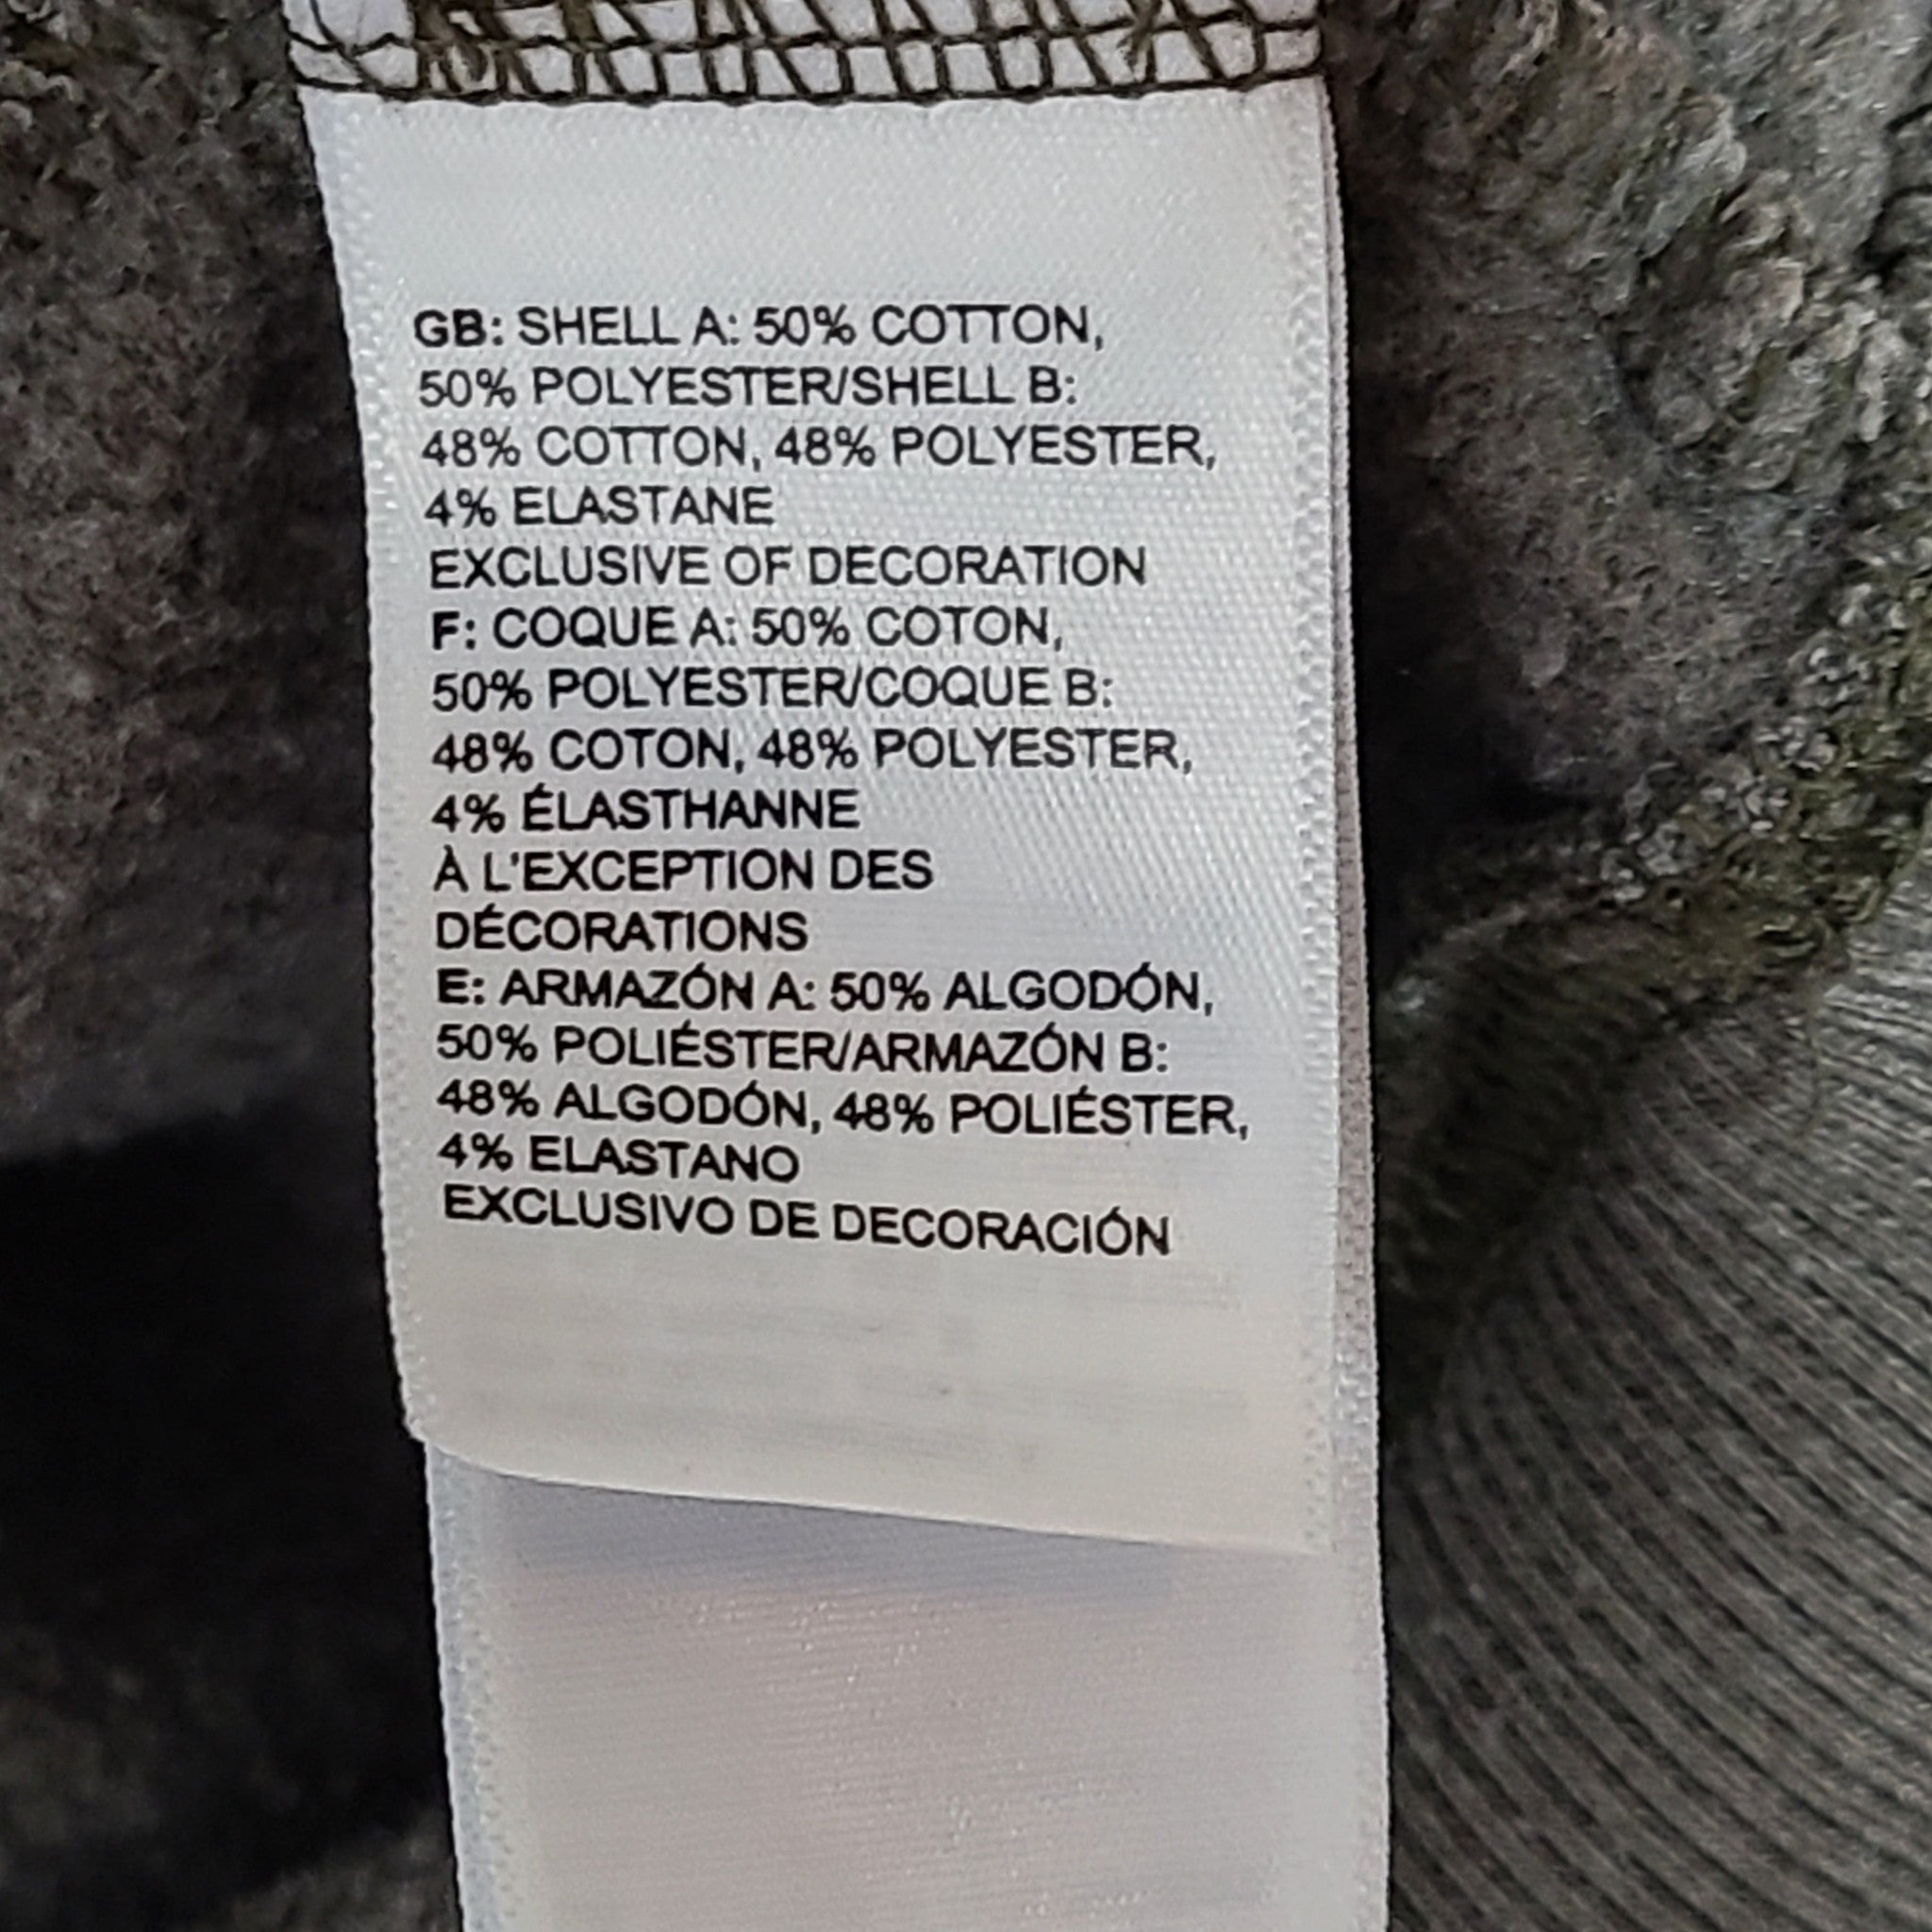 GB: SHELL A: 50% COTTON,
50% POLYESTER/SHELL B:
48% COTTON, 48% POLYESTER,
4% ELASTANE
EXCLUSIVE OF DECORATION
F: COQUE A: 50% COTON,
50% POLYESTER/COQUE B:
48% COTON, 48% POLYESTER,
4% ÉLASTHANNE
À L'EXCEPTION DES
DÉCORATIONS
E: ARMAZÓN A: 50% ALGODÓN,
50% POLIÉSTER/ARMAZÓN B:
48% ALGODÓN, 48% POLIÉSTER,
4% ELASTANO
EXCLUSIVO DE DECORACIÓN